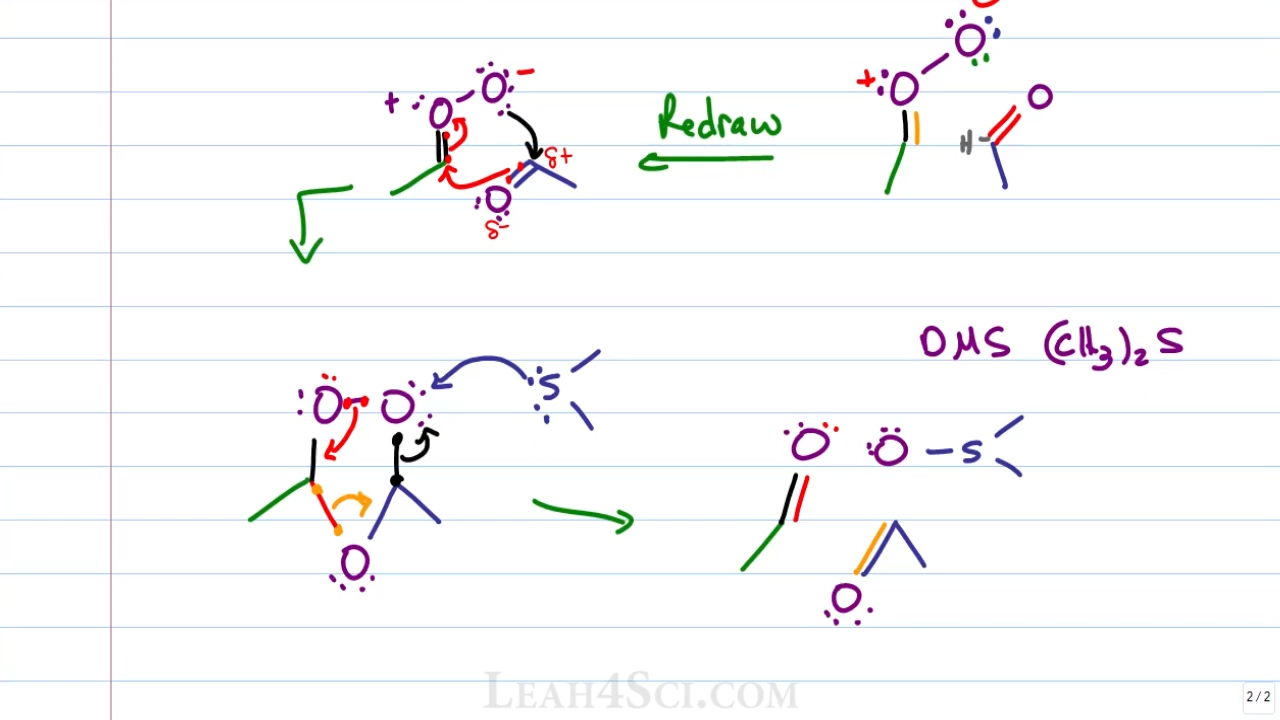 O
+ O
+ O O −
Redraw
H O
δ+
O
δ−
DMS (CH3)2S
O O S
O O − S
O
O
LEAH4SCI.COM
2 / 2